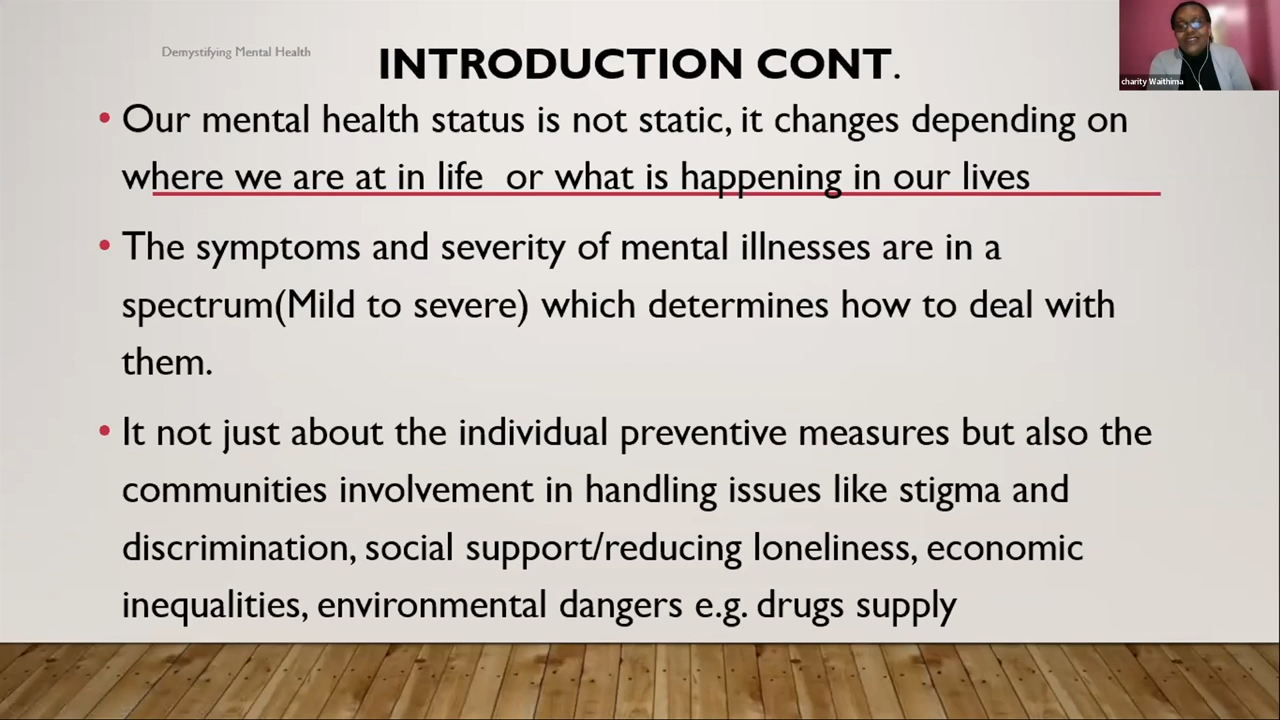 Demystifying Mental Health
INTRODUCTION CONT.
charity Waithima
• Our mental health status is not static, it changes depending on
where we are at in life  or what is happening in our lives
• The symptoms and severity of mental illnesses are in a
spectrum(Mild to severe) which determines how to deal with
them.
• It not just about the individual preventive measures but also the
communities involvement in handling issues like stigma and
discrimination, social support/reducing loneliness, economic
inequalities, environmental dangers e.g. drugs supply